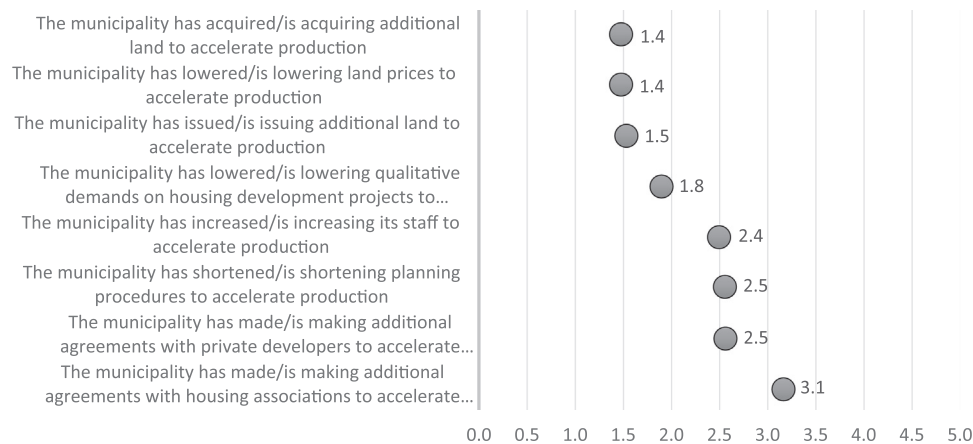 The municipality has acquired/is acquiring additional
land to accelerate production
1.4
The municipality has lowered/is lowering land prices to
accelerate production
1.4
The municipality has issued/is issuing additional land to
accelerate production
1.5
The municipality has lowered/is lowering qualitative
demands on housing development projects to...
1.8
The municipality has increased/is increasing its staff to
accelerate production
2.4
The municipality has shortened/is shortening planning
procedures to accelerate production
2.5
The municipality has made/is making additional
agreements with private developers to accelerate...
2.5
The municipality has made/is making additional
agreements with housing associations to accelerate...
3.1
0.0 0.5 1.0 1.5 2.0 2.5 3.0 3.5 4.0 4.5 5.0